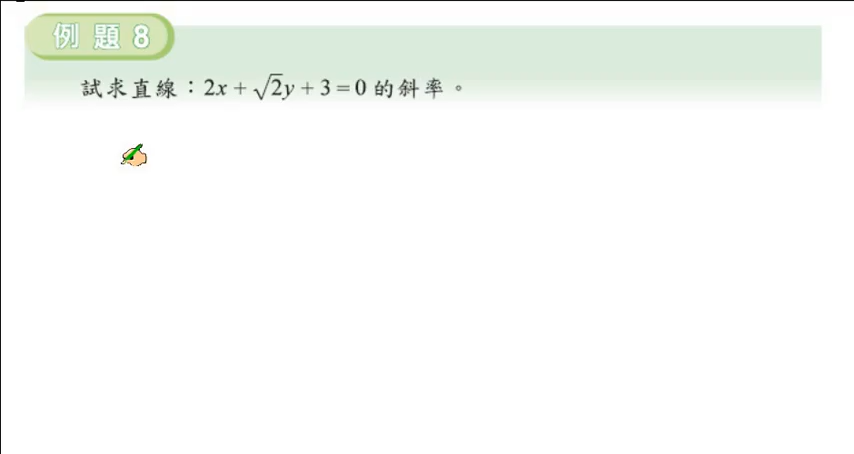 例題8
試求直線：2x + √2y + 3 = 0 的斜率。